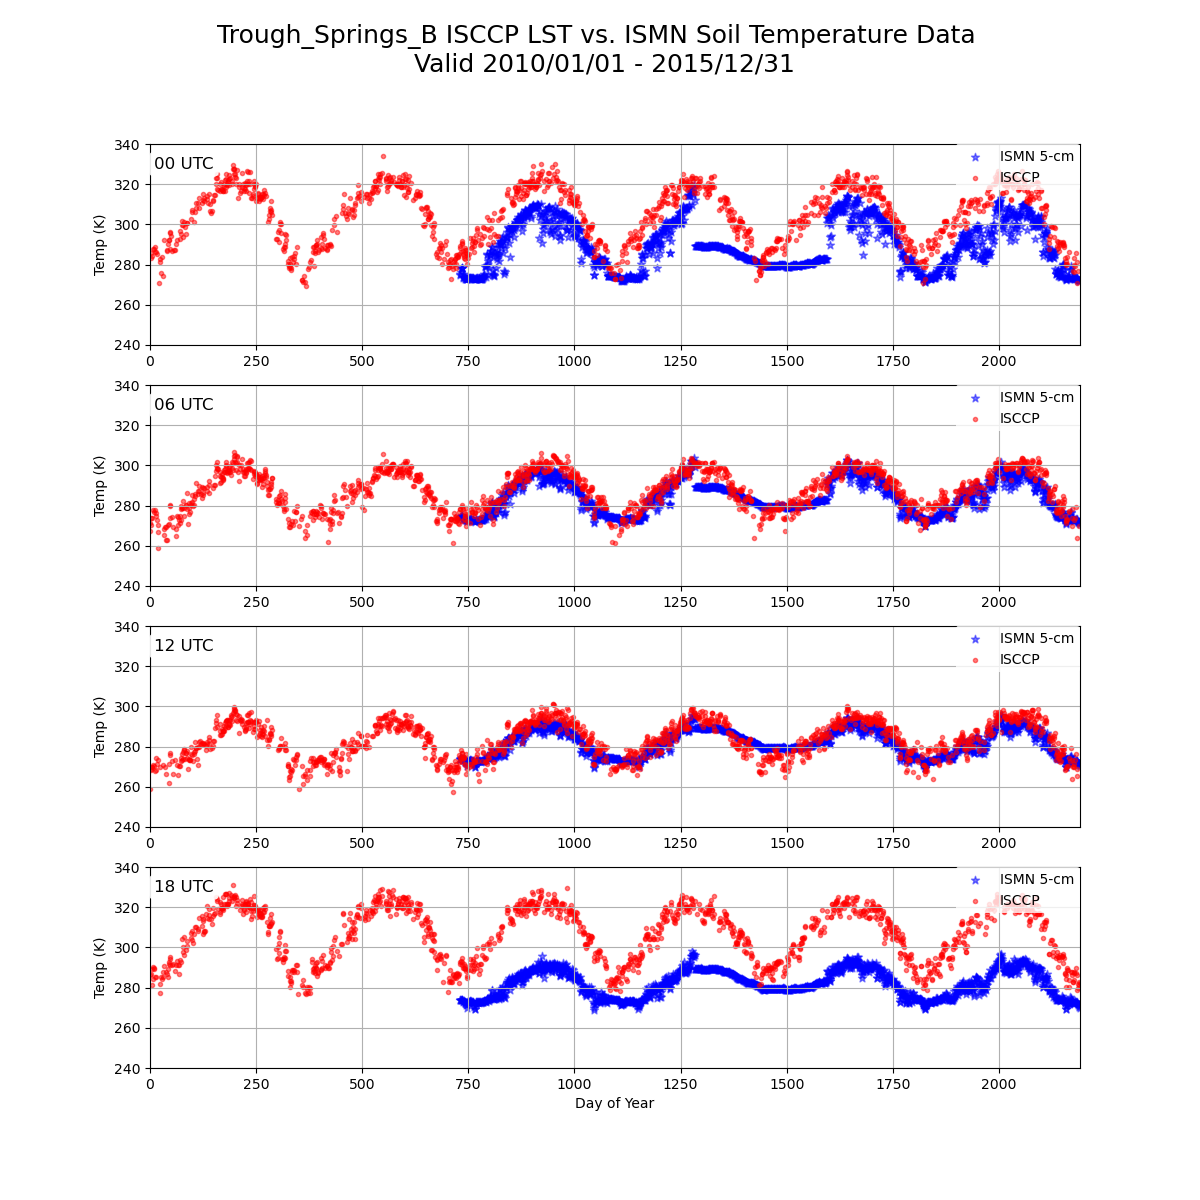 Trough_Springs_B ISCCP LST vs. ISMN Soil Temperature Data
Valid 2010/01/01 - 2015/12/31
340
320
300
280
260
240
Temp (K)
00 UTC
ISMN 5-cm
ISCCP
0 250 500 750 1000 1250 1500 1750 2000
340
320
300
280
260
240
Temp (K)
06 UTC
ISMN 5-cm
ISCCP
0 250 500 750 1000 1250 1500 1750 2000
340
320
300
280
260
240
Temp (K)
12 UTC
ISMN 5-cm
ISCCP
0 250 500 750 1000 1250 1500 1750 2000
340
320
300
280
260
240
Temp (K)
18 UTC
ISMN 5-cm
ISCCP
0 250 500 750 1000 1250 1500 1750 2000
Day of Year